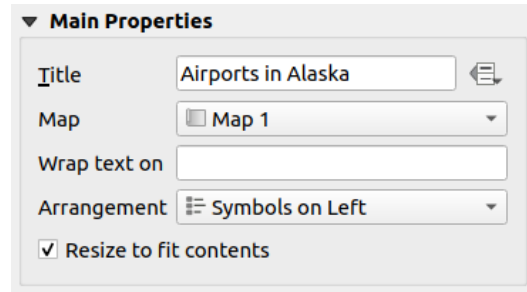 Main Properties
Title Airports in Alaska
Map Map 1
Wrap text on
Arrangement Symbols on Left
Resize to fit contents